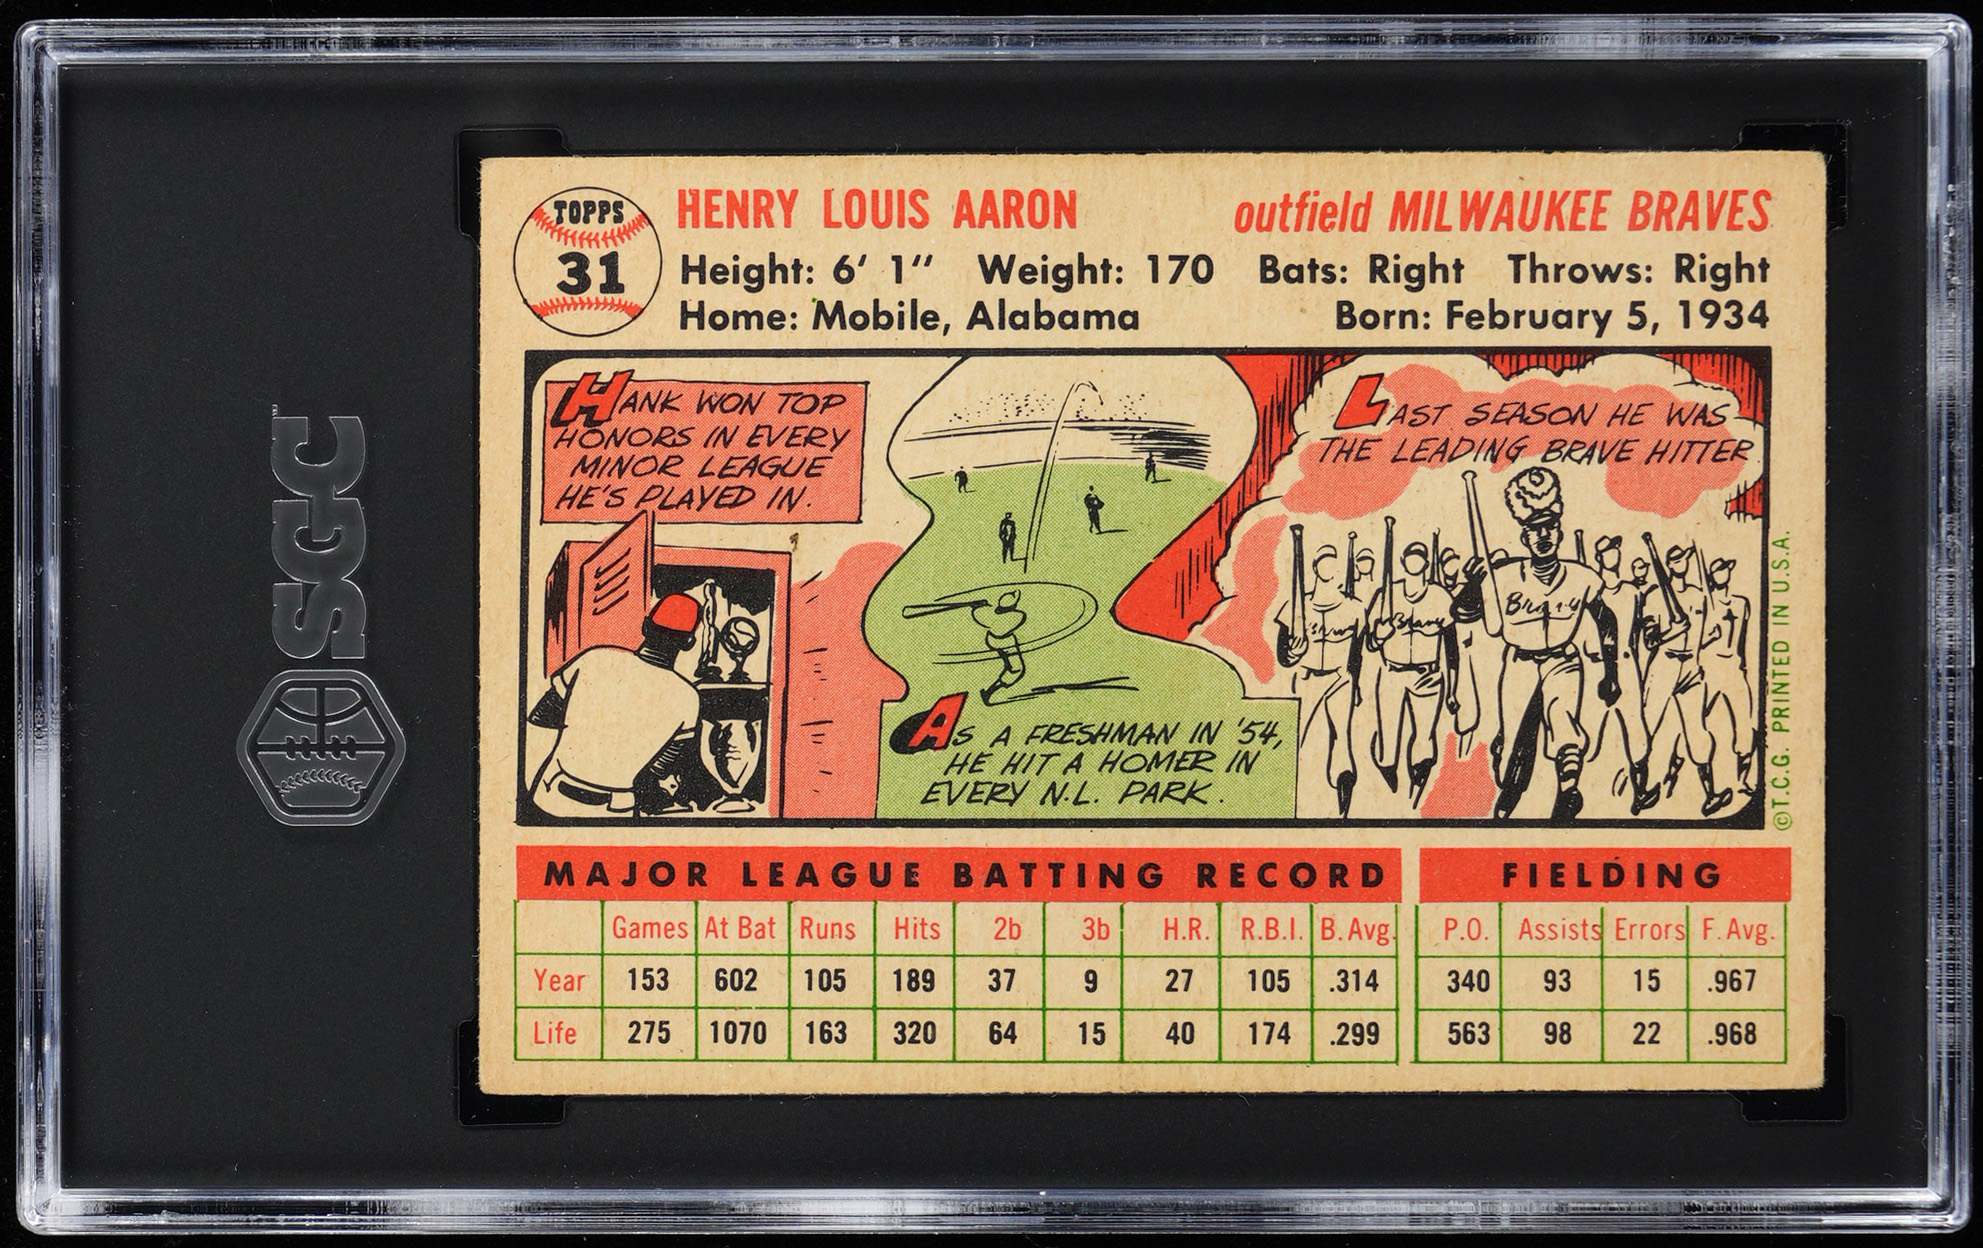 SGC
TOPPS
31
HENRY LOUIS AARON
outfield MILWAUKEE BRAVES
Height: 6' 1" Weight: 170 Bats: Right Throws: Right
Home: Mobile, Alabama
Born: February 5, 1934
HANK WON TOP
HONORS IN EVERY
MINOR LEAGUE
HE'S PLAYED IN.
AS A FRESHMAN IN '54,
HE HIT A HOMER IN
EVERY N.L. PARK.
LAST SEASON HE WAS
THE LEADING BRAVE HITTER
Braves
©T.C.G. PRINTED IN U.S.A.
MAJOR LEAGUE BATTING RECORD
Games At Bat Runs Hits 2b 3b H.R. R.B.I. B. Avg.
Year 153 602 105 189 37 9 27 105 .314
Life 275 1070 163 320 64 15 40 174 .299
FIELDING
P.O. Assists Errors F. Avg.
340 93 15 .967
563 98 22 .968